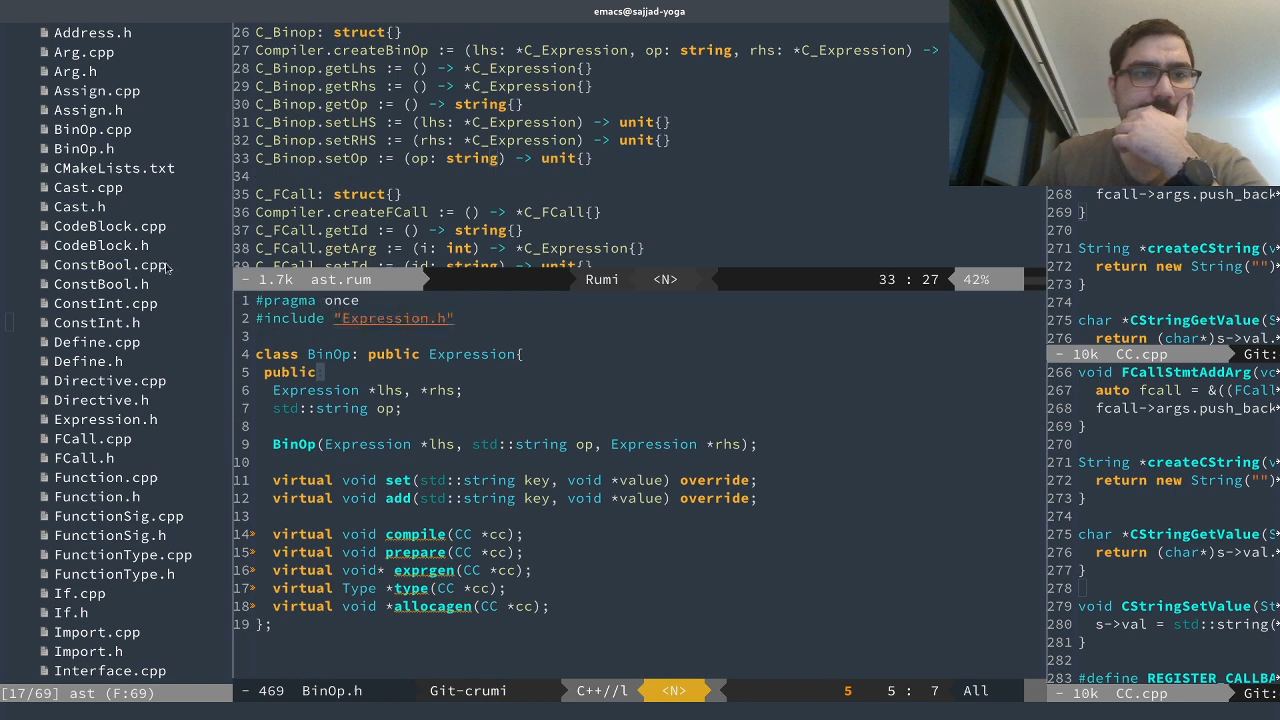 emacs@sajjad-yoga
Address.h
Arg.cpp
Arg.h
Assign.cpp
Assign.h
BinOp.cpp
BinOp.h
CMakeLists.txt
Cast.cpp
Cast.h
CodeBlock.cpp
CodeBlock.h
ConstBool.cpp
ConstBool.h
ConstInt.cpp
ConstInt.h
Define.cpp
Define.h
Directive.cpp
Directive.h
Expression.h
FCall.cpp
FCall.h
Function.cpp
Function.h
FunctionSig.cpp
FunctionSig.h
FunctionType.cpp
FunctionType.h
If.cpp
If.h
Import.cpp
Import.h
Interface.cpp
[17/69] ast (F:69)
26 C_Binop: struct{}
27 Compiler.createBinOp := (lhs: *C_Expression, op: string, rhs: *C_Expression) ->
28 C_Binop.getLhs := () -> *C_Expression{}
29 C_Binop.getRhs := () -> *C_Expression{}
30 C_Binop.getOp := () -> string{}
31 C_Binop.setLHS := (lhs: *C_Expression) -> unit{}
32 C_Binop.setRHS := (rhs: *C_Expression) -> unit{}
33 C_Binop.setOp := (op: string) -> unit{}
34
35 C_FCall: struct{}
36 Compiler.createFCall := () -> *C_FCall{}
37 C_FCall.getId := () -> string{}
38 C_FCall.getArg := (i: int) -> *C_Expression{}
39 C_FCall.setId := (id: string) -> unit{}
- 1.7k ast.rum Rumi <N> 33 : 27 42%
1 #pragma once
2 #include "Expression.h"
3
4 class BinOp: public Expression{
5 public:
6 Expression *lhs, *rhs;
7 std::string op;
8
9 BinOp(Expression *lhs, std::string op, Expression *rhs);
10
11 virtual void set(std::string key, void *value) override;
12 virtual void add(std::string key, void *value) override;
13
14» virtual void compile(CC *cc);
15» virtual void prepare(CC *cc);
16» virtual void* exprgen(CC *cc);
17» virtual Type *type(CC *cc);
18» virtual void *allocagen(CC *cc);
19 };
- 469 BinOp.h Git-crumi C++//l <N> 5 5 : 7 All
268 fcall->args.push_back
269 }
270
271 String *createCString(v
272 return new String("")
273 }
274
275 char *CStringGetValue(S
276 return (char*)s->val.
- 10k CC.cpp Git:
266 void FCallStmtAddArg(vo
267 auto fcall = &((FCal
268 fcall->args.push_back
269 }
270
271 String *createCString(v
272 return new String("")
273 }
274
275 char *CStringGetValue(S
276 return (char*)s->val.
277 }
278
279 void CStringSetValue(St
280 s->val = std::string(
281 }
282
283 #define REGISTER_CALLBA
- 10k CC.cpp Git: